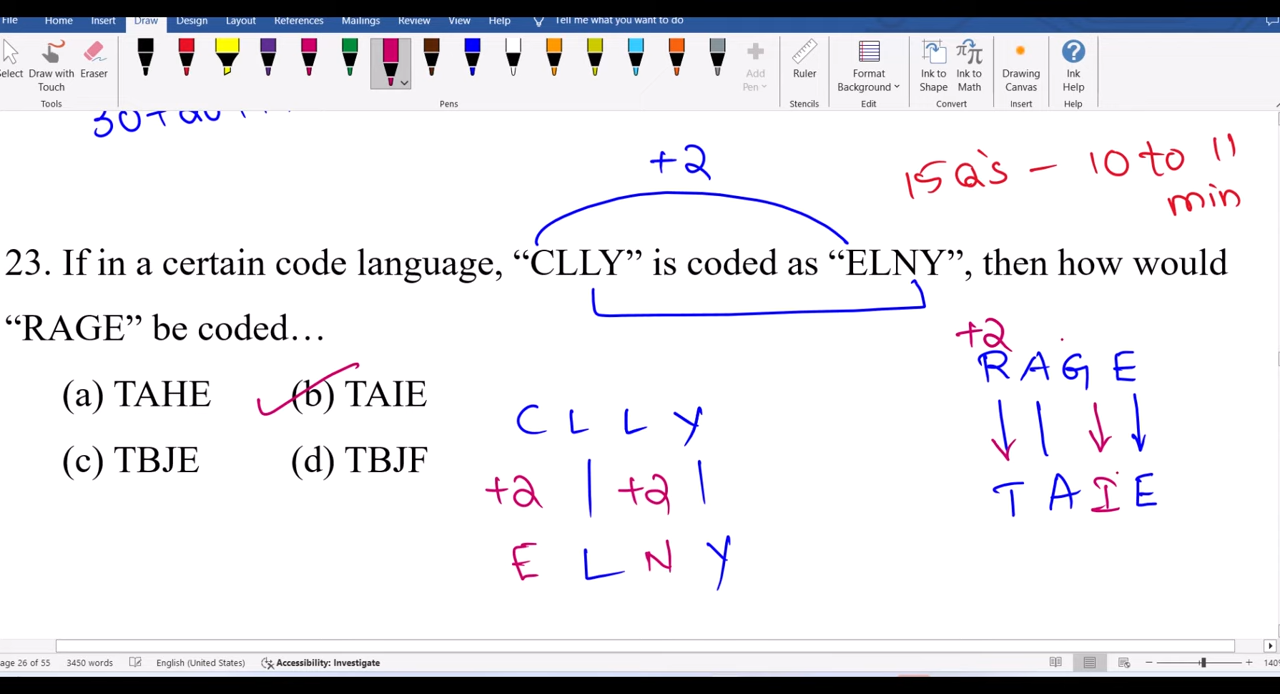 File Home Insert Draw Design Layout References Mailings Review View Help Tell me what you want to do
Select Draw with Touch Eraser Add Pen Ruler Format Background Ink to Shape Ink to Math Drawing Canvas Ink Help
Tools Pens Stencils Edit Convert Insert Help
+2
15 Q's - 10 to 11
min
23. If in a certain code language, “CLLY” is coded as “ELNY”, then how would
“RAGE” be coded…
+2
R A G E
(a) TAHE (b) TAIE
C L L Y
(c) TBJE (d) TBJF
+2 +2
T A I E
E L N Y
Page 26 of 55 3450 words English (United States) Accessibility: Investigate 140%